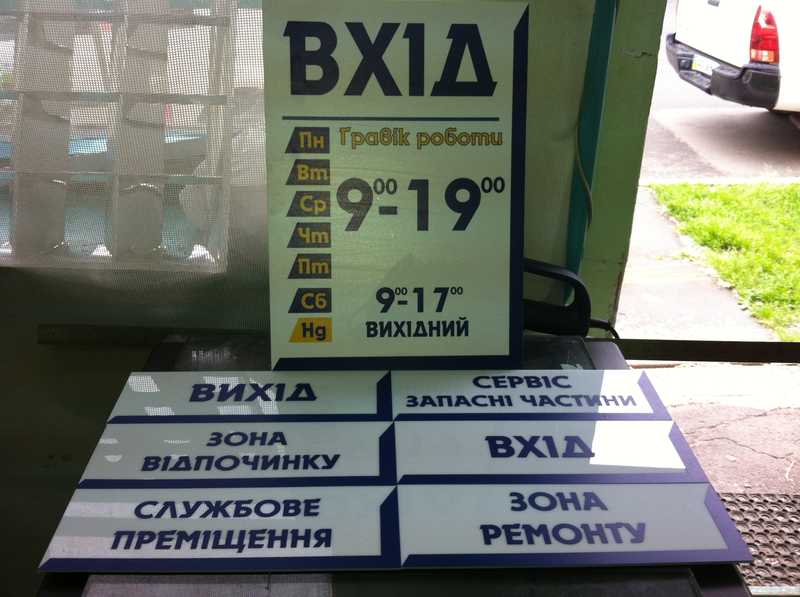 ВХІД
Ґравік роботи
Пн
Вт
Ср
Чт
Пт
9⁰⁰-19⁰⁰
Сб 9⁰⁰-17⁰⁰
Нд ВИХІДНИЙ
ВИХІД
СЕРВІС
ЗАПАСНІ ЧАСТИНИ
ЗОНА
ВІДПОЧИНКУ
ВХІД
СЛУЖБОВЕ
ПРЕМІЩЕННЯ
ЗОНА
РЕМОНТУ